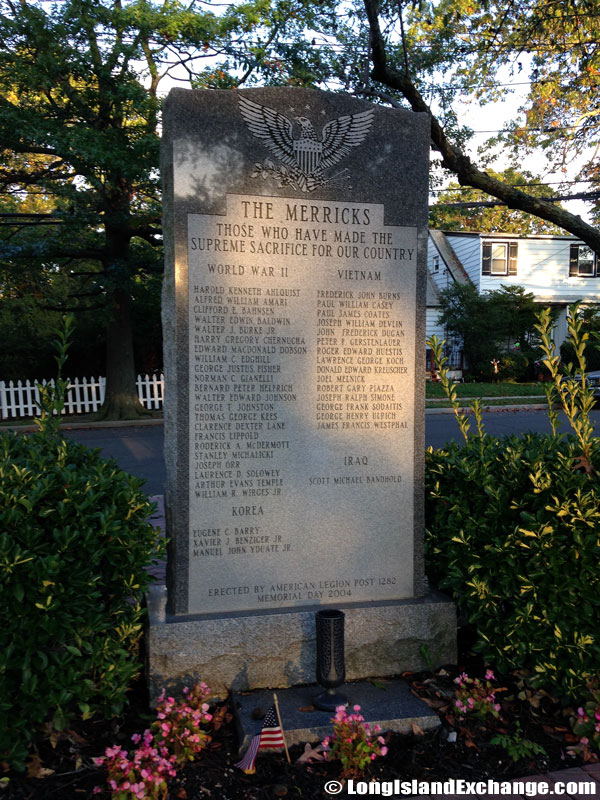 THE MERRICKS
THOSE WHO HAVE MADE THE
SUPREME SACRIFICE FOR OUR COUNTRY
WORLD WAR II
HAROLD KENNETH AHLQUIST
ALFRED WILLIAM AMARI
CLIFFORD E. BAHNSEN
WALTER EDWIN BALDWIN
WALTER J. BURKE JR.
HARRY GREGORY CHERNUCHA
EDWARD MACDONALD DOBSON
WILLIAM C. EDGHILL
GEORGE JUSTUS FISHER
NORMAN C. GIANELLI
BERNARD PETER HELFRICH
WALTER EDWARD JOHNSON
GEORGE T. JOHNSTON
THOMAS GEORGE KEES
CLARENCE DEXTER LANE
FRANCIS LIPPOLD
RODERICK A. McDERMOTT
STANLEY MICHALICKI
JOSEPH ORR
LAURENCE D. SOLOWEY
ARTHUR EVANS TEMPLE
WILLIAM R. WIRGES JR.
KOREA
EUGENE C. BARRY
XAVIER J. BENZIGER JR.
MANUEL JOHN YOUATE JR.
VIETNAM
FREDERICK JOHN BURNS
PAUL WILLIAM CASEY
PAUL JAMES COATES
JOSEPH WILLIAM DEVLIN
JOHN FREDERICK DUGAN
PETER P. GERSTENLAUER
ROGER EDWARD HUESTIS
LAWRENCE GEORGE KOCH
DONALD EDWARD KREUSCHER
JOEL MELNICK
ROBERT GARY PIAZZA
JOSEPH RALPH SIMONE
GEORGE FRANK SODAITIS
GEORGE HENRY ULRICH
JAMES FRANCIS WESTPHAL
IRAQ
SCOTT MICHAEL BANDHOLD
ERECTED BY AMERICAN LEGION POST 1282
MEMORIAL DAY 2004
© LongIslandExchange.com